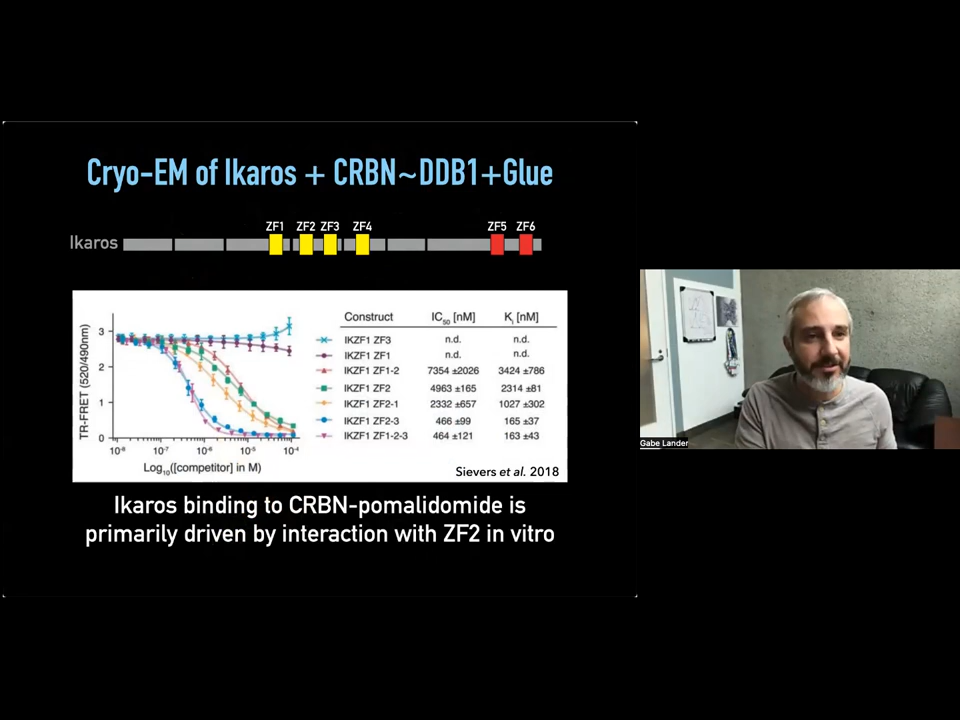 Cryo-EM of Ikaros + CRBN~DDB1+Glue
ZF1 ZF2 ZF3 ZF4 ZF5 ZF6
Ikaros
Construct IC50 [nM] Ki [nM]
IKZF1 ZF3 n.d. n.d.
IKZF1 ZF1 n.d. n.d.
IKZF1 ZF1-2 7354 ±2026 3424 ±786
IKZF1 ZF2 4963 ±165 2314 ±81
IKZF1 ZF2-1 2332 ±657 1027 ±302
IKZF1 ZF2-3 466 ±99 165 ±37
IKZF1 ZF1-2-3 464 ±121 163 ±43
TR-FRET (520/490nm)
3
2
1
0
10⁻⁸ 10⁻⁷ 10⁻⁶ 10⁻⁵ 10⁻⁴
Log10([competitor] in M)
Sievers et al. 2018
Ikaros binding to CRBN-pomalidomide is
primarily driven by interaction with ZF2 in vitro
Gabe Lander